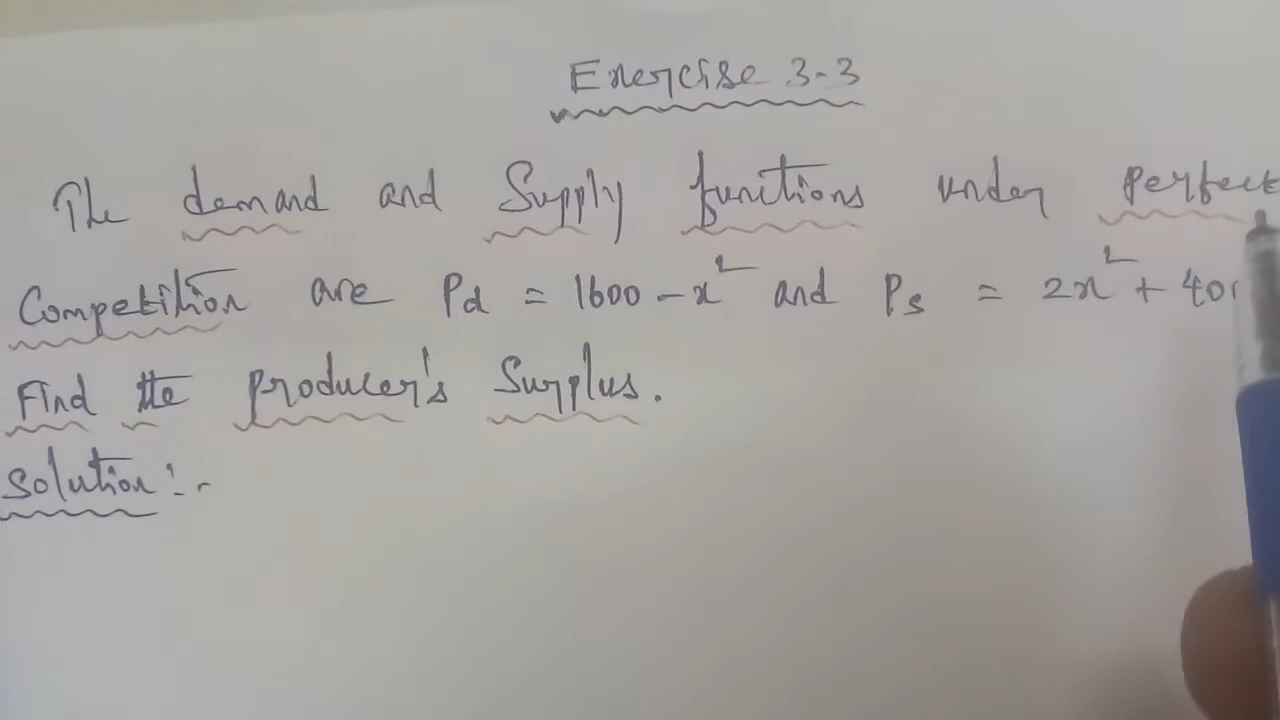 Exercise 3-3
The demand and Supply functions under perfect
Competition are Pd = 1600 - x² and Ps = 2x² + 400
Find the producer's Surplus.
Solution:-